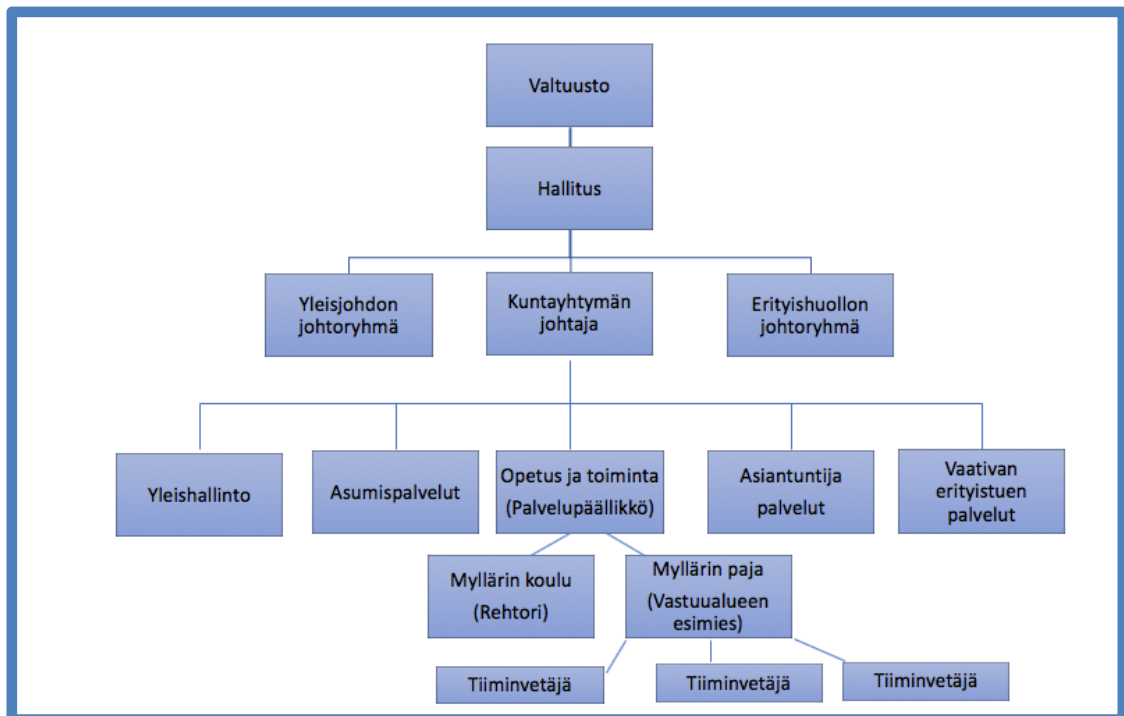 Valtuusto
Hallitus
Yleisjohdon
johtoryhmä
Kuntayhtymän
johtaja
Erityishuollon
johtoryhmä
Yleishallinto
Asumispalvelut
Opetus ja toiminta
(Palvelupäällikkö)
Asiantuntija
palvelut
Vaativan
erityistuen
palvelut
Myllärin koulu
(Rehtori)
Myllärin paja
(Vastuualueen
esimies)
Tiiminvetäjä
Tiiminvetäjä
Tiiminvetäjä